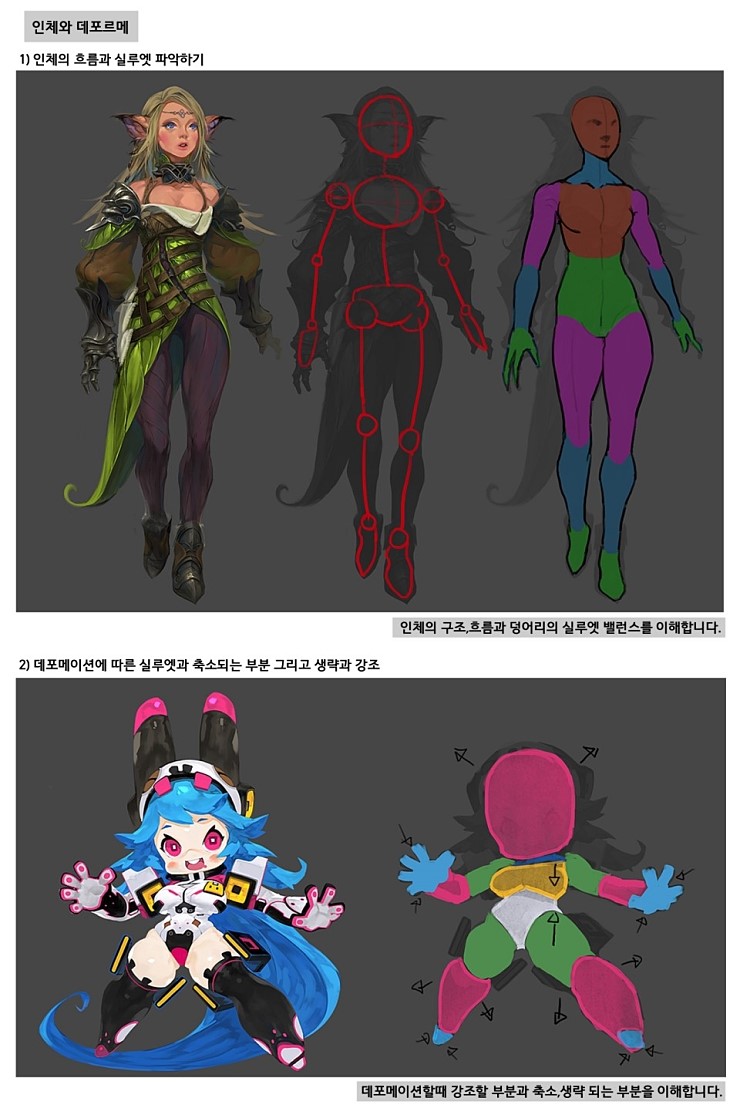 인체와 데포르메
1) 인체의 흐름과 실루엣 파악하기
인체의 구조,흐름과 덩어리의 실루엣 밸런스를 이해합니다.
2) 데포메이션에 따른 실루엣과 축소되는 부분 그리고 생략과 강조
데포메이션할때 강조할 부분과 축소,생략 되는 부분을 이해합니다.